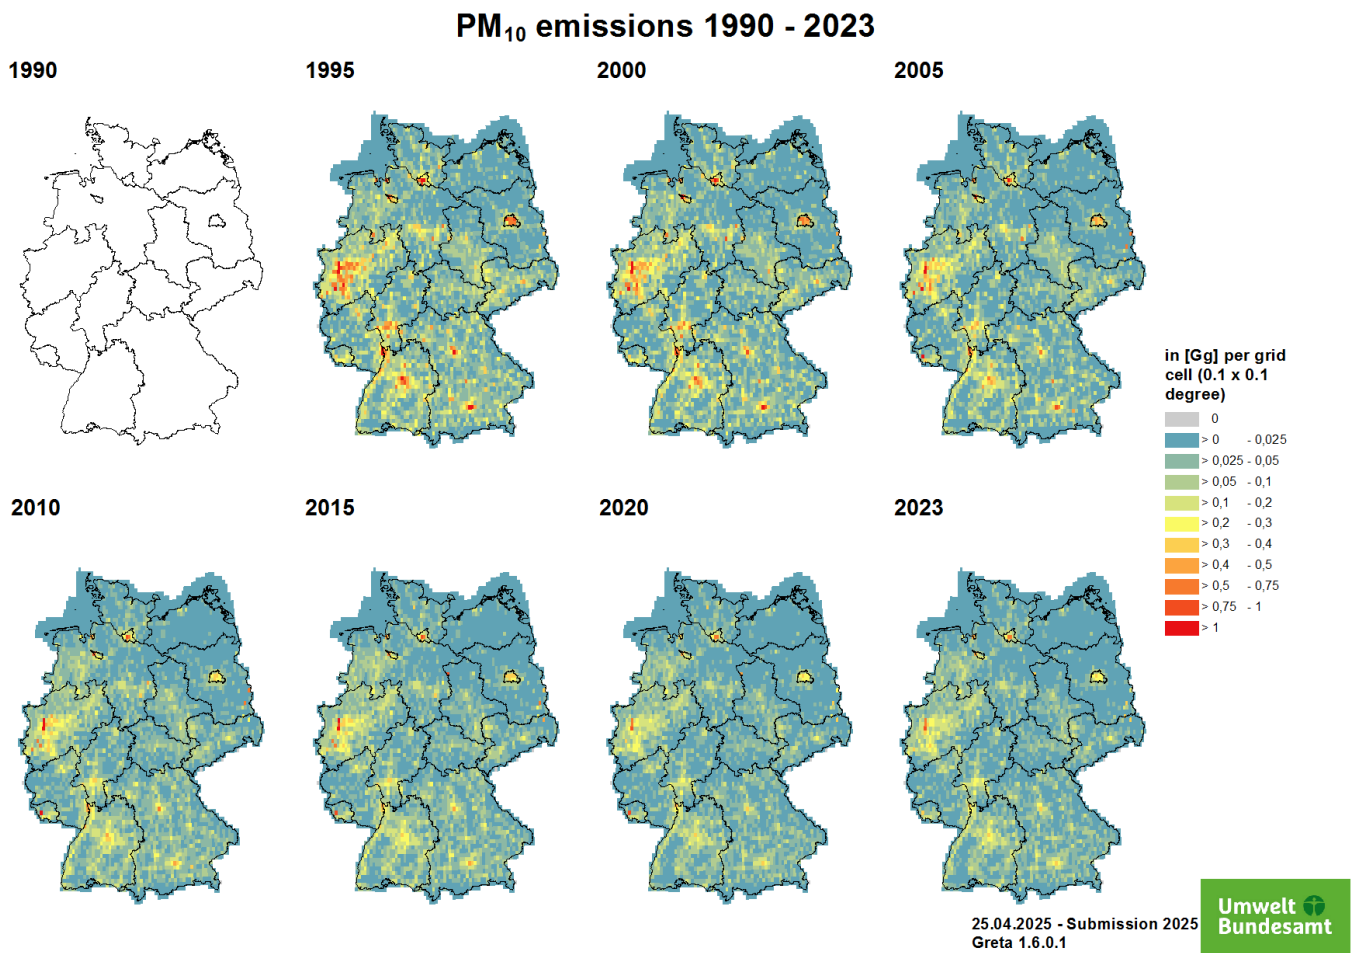 PM10 emissions 1990 - 2023
1990
1995
2000
2005
in [Gg] per grid
cell (0.1 x 0.1
degree)
0
> 0 - 0,025
> 0,025 - 0,05
> 0,05 - 0,1
> 0,1 - 0,2
> 0,2 - 0,3
> 0,3 - 0,4
> 0,4 - 0,5
> 0,5 - 0,75
> 0,75 - 1
> 1
2010
2015
2020
2023
25.04.2025 - Submission 2025
Greta 1.6.0.1
Umwelt
Bundesamt